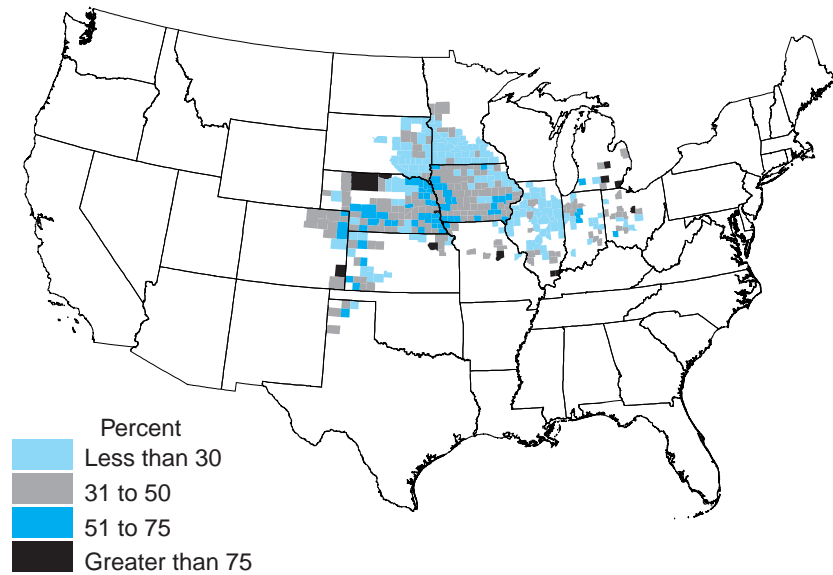 Percent
Less than 30
31 to 50
51 to 75
Greater than 75